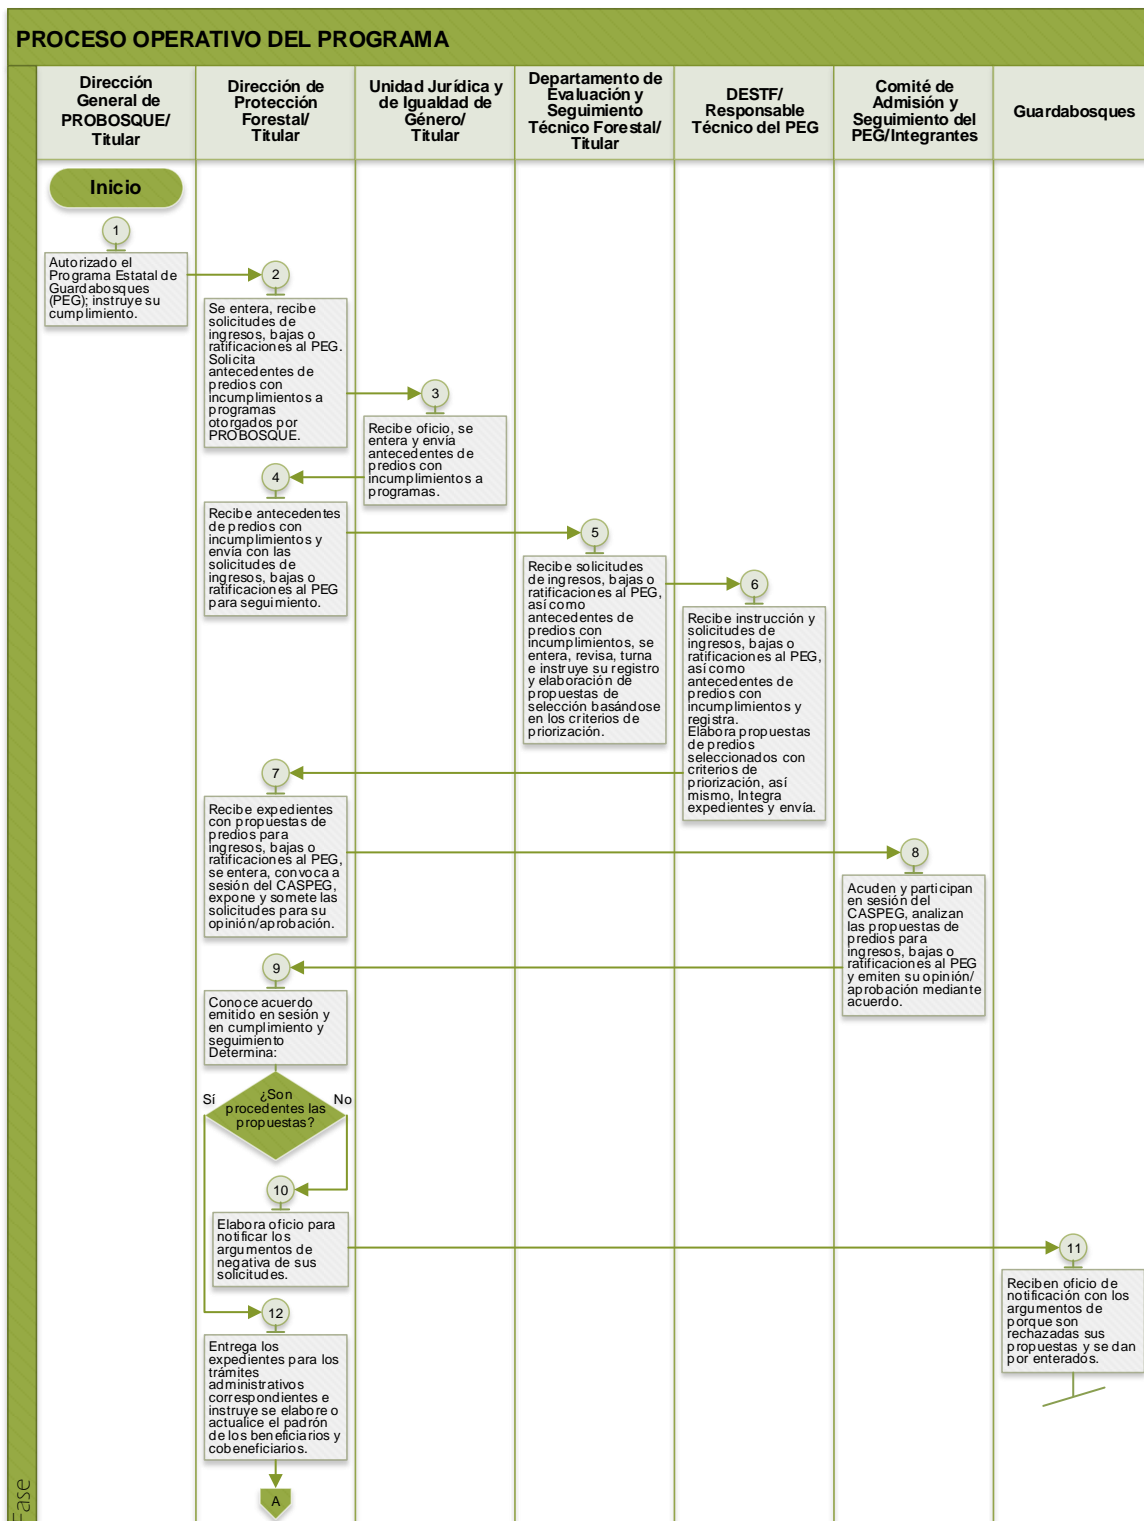 PROCESO OPERATIVO DEL PROGRAMA
Dirección
General de
PROBOSQUE/
Titular
Dirección de
Protección
Forestal/
Titular
Unidad Jurídica y
de Igualdad de
Género/
Titular
Departamento de
Evaluación y
Seguimiento
Técnico Forestal/
Titular
DESTF/
Responsable
Técnico del PEG
Comité de
Admisión y
Seguimiento del
PEG/Integrantes
Guardabosques
Inicio
1
Autorizado el
Programa Estatal de
Guardabosques
(PEG); instruye su
cumplimiento.
2
Se entera, recibe
solicitudes de
ingresos, bajas o
ratificaciones al PEG.
Solicita
antecedentes de
predios con
incumplimientos a
programas
otorgados por
PROBOSQUE.
3
Recibe oficio, se
entera y envía
antecedentes de
predios con
incumplimientos a
programas.
4
Recibe antecedentes
de predios con
incumplimientos y
envía con las
solicitudes de
ingresos, bajas o
ratificaciones al PEG
para seguimiento.
5
Recibe solicitudes
de ingresos, bajas o
ratificaciones al PEG,
así como
antecedentes de
predios con
incumplimientos, se
entera, revisa, turna
e instruye su registro
y elaboración de
propuestas de
selección basándose
en los criterios de
priorización.
6
Recibe instrucción y
solicitudes de
ingresos, bajas o
ratificaciones al PEG,
así como
antecedentes de
predios con
incumplimientos y
registra.
Elabora propuestas
de predios
seleccionados con
criterios de
priorización, así
mismo, Integra
expedientes y envía.
7
Recibe expedientes
con propuestas de
predios para
ingresos, bajas o
ratificaciones al PEG,
se entera, convoca a
sesión del CASPEG,
expone y somete las
solicitudes para su
opinión/aprobación.
8
Acuden y participan
en sesión del
CASPEG, analizan
las propuestas de
predios para
ingresos, bajas o
ratificaciones al PEG
y emiten su opinión/
aprobación mediante
acuerdo.
9
Conoce acuerdo
emitido en sesión y
en cumplimiento y
seguimiento
Determina:
¿Son
procedentes las
propuestas?
Sí
No
10
Elabora oficio para
notificar los
argumentos de
negativa de sus
solicitudes.
11
Reciben oficio de
notificación con los
argumentos de
porque son
rechazadas sus
propuestas y se dan
por enterados.
12
Entrega los
expedientes para los
trámites
administrativos
correspondientes e
instruye se elabore o
actualice el padrón
de los beneficiarios y
cobeneficiarios.
A
Fase